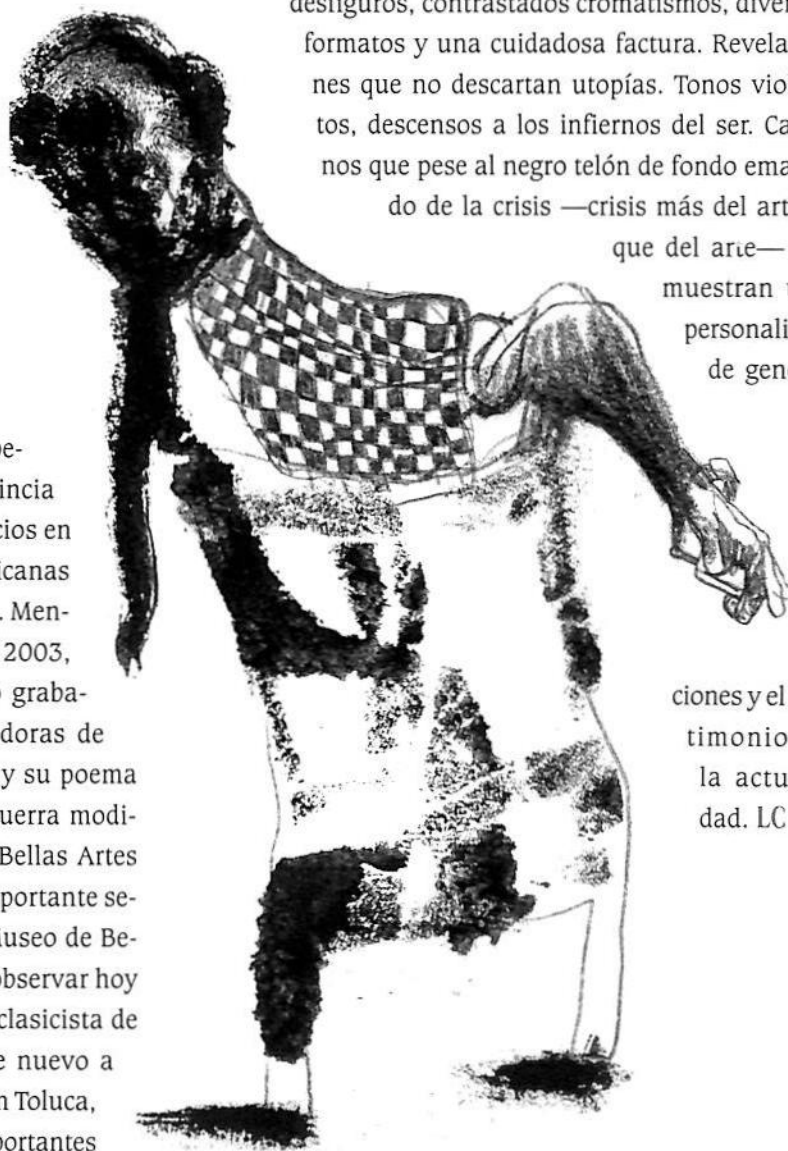 De-
incia
cios en
icanas
. Men-
2003,
o graba-
doras de
y su poema
uerra modi-
Bellas Artes
portante se-
useo de Be-
observar hoy
clasicista de
e nuevo a
n Toluca,
portantes
desfiguros, contrastados cromatismos, diver
formatos y una cuidadosa factura. Revela
nes que no descartan utopías. Tonos vio
tos, descensos a los infiernos del ser. Ca
nos que pese al negro telón de fondo ema
do de la crisis —crisis más del art
que del arte—
muestran
personali
de gene
ciones y el
timonio
la actu
dad. LC